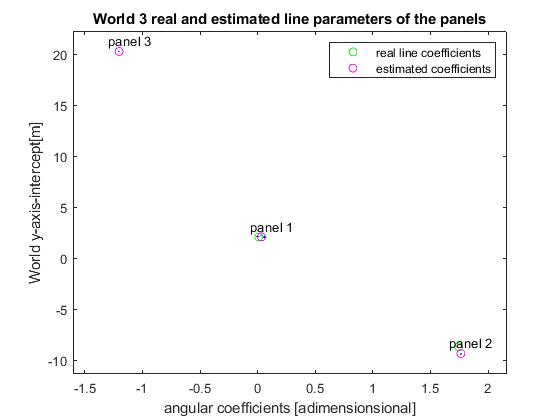 World 3 real and estimated line parameters of the panels
panel 3
real line coefficients
estimated coefficients
panel 1
panel 2
World y-axis-intercept[m]
20
15
10
5
0
-5
-10
-1.5 -1 -0.5 0 0.5 1 1.5 2
angular coefficients [adimensionsional]